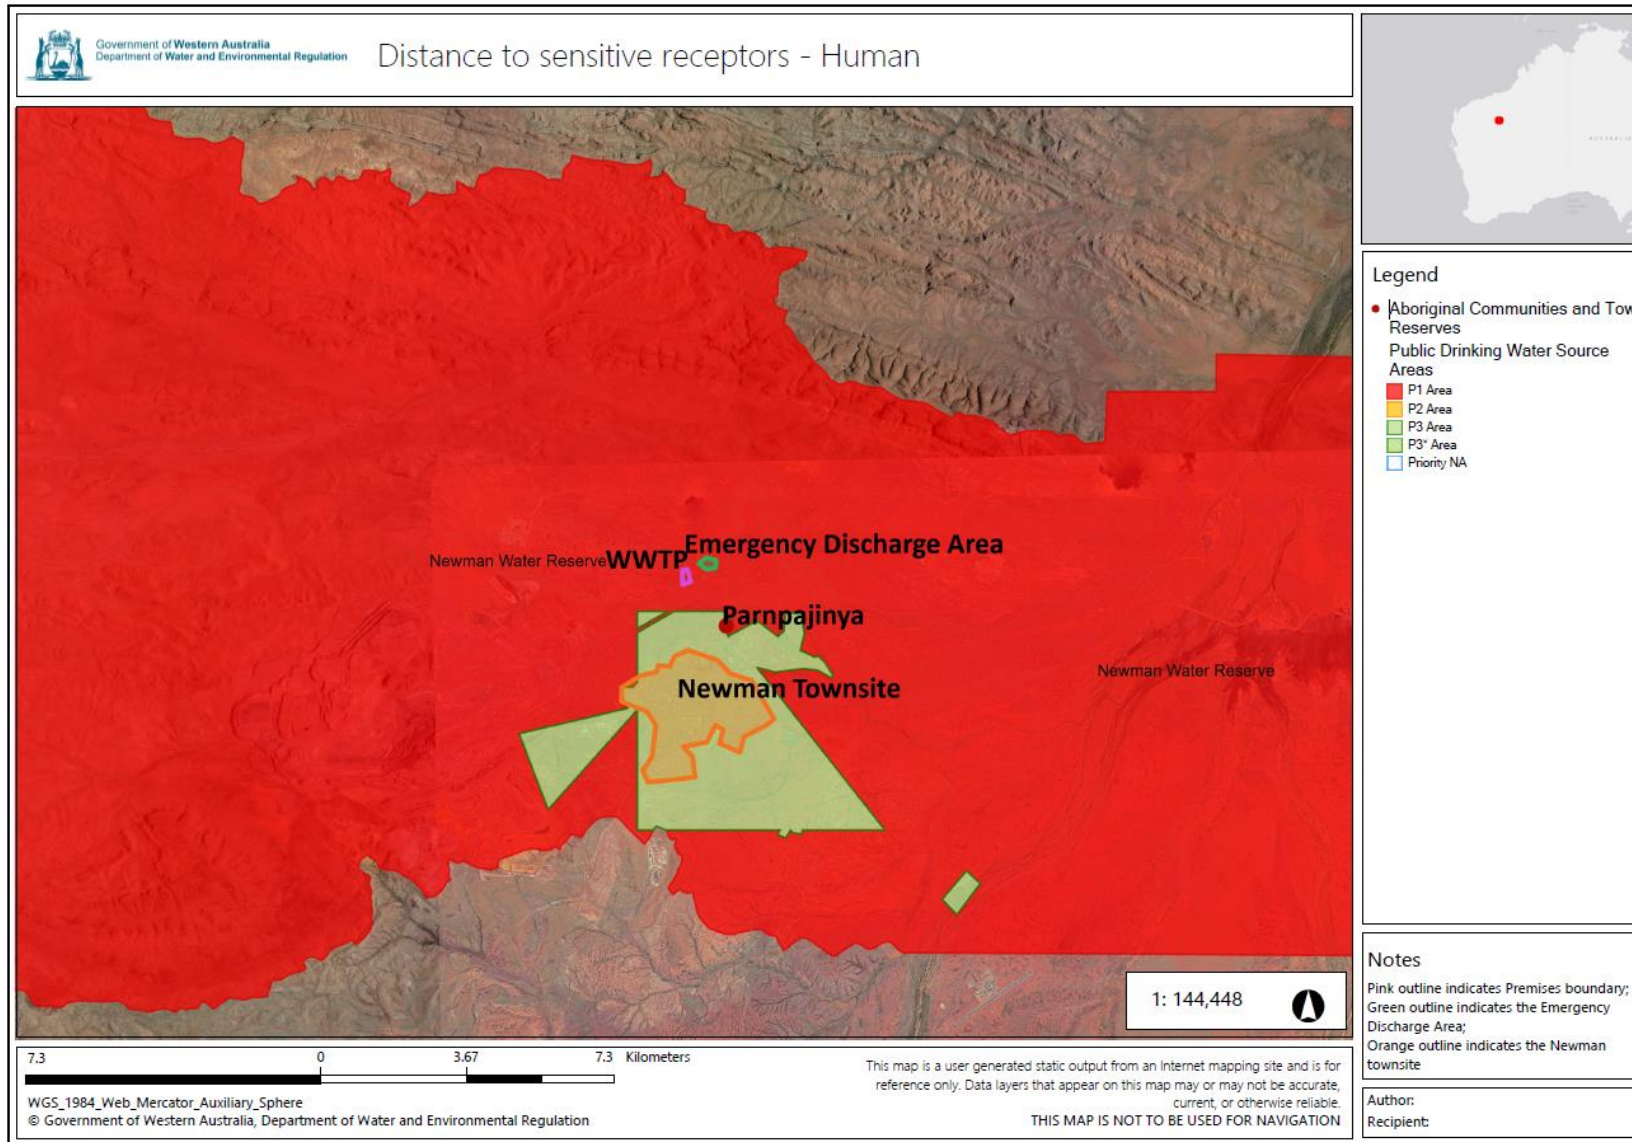 Government of Western Australia
Department of Water and Environmental Regulation
Distance to sensitive receptors - Human
Legend
Aboriginal Communities and Tow
Reserves
Public Drinking Water Source
Areas
P1 Area
P2 Area
P3 Area
P3* Area
Priority NA
Emergency Discharge Area
Newman Water Reserve
WWTP
Parnpajinya
Newman Water Reserve
Newman Townsite
1: 144,448
Notes
Pink outline indicates Premises boundary;
Green outline indicates the Emergency
Discharge Area;
Orange outline indicates the Newman
townsite
7.3 0 3.67 7.3 Kilometers
WGS_1984_Web_Mercator_Auxiliary_Sphere
© Government of Western Australia, Department of Water and Environmental Regulation
This map is a user generated static output from an Internet mapping site and is for
reference only. Data layers that appear on this map may or may not be accurate,
current, or otherwise reliable.
THIS MAP IS NOT TO BE USED FOR NAVIGATION
Author:
Recipient: